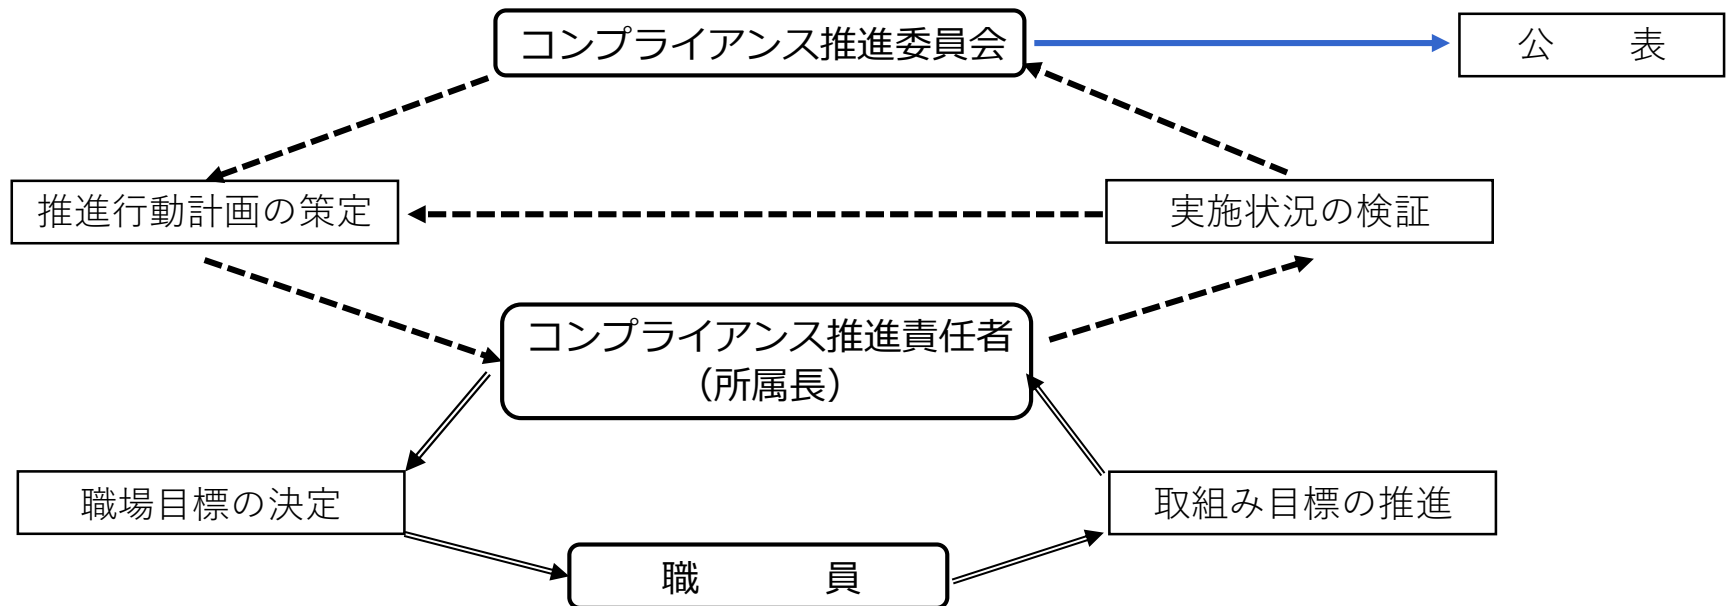 コンプライアンス推進委員会
公　　表
推進行動計画の策定
実施状況の検証
コンプライアンス推進責任者
（所属長）
職場目標の決定
取組み目標の推進
職　　　員